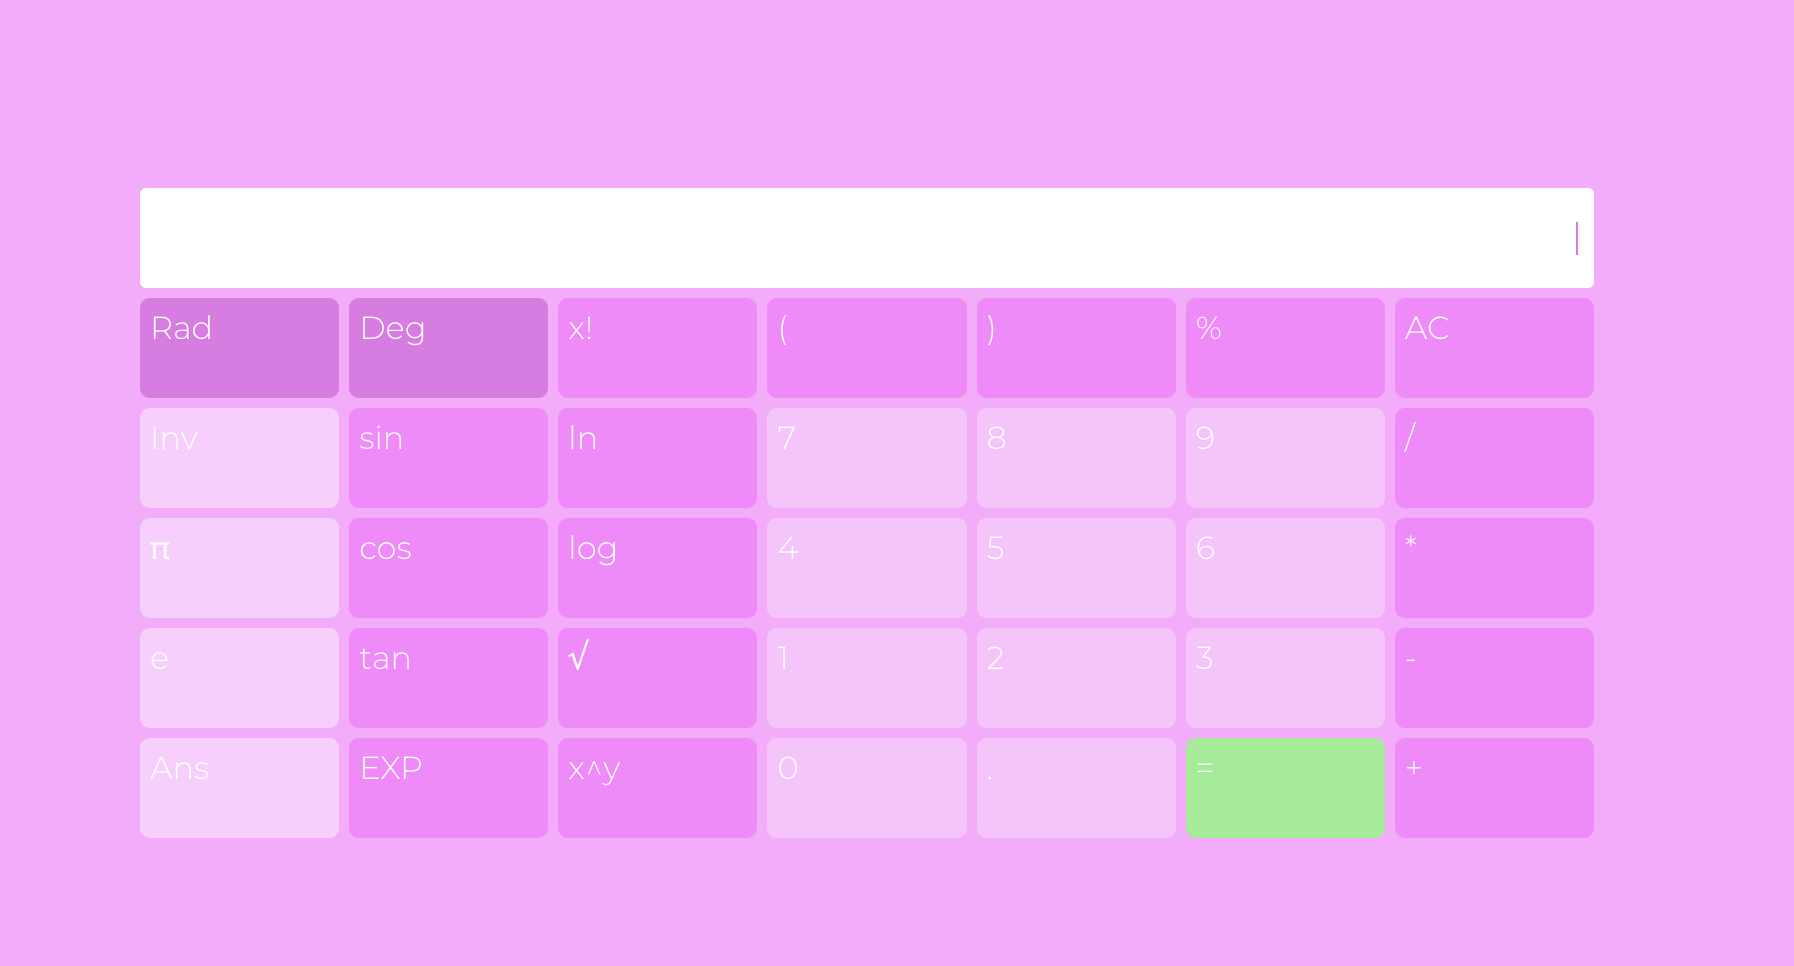 Rad Deg x! ( ) % AC
Inv sin ln 7 8 9 /
π cos log 4 5 6 *
e tan √ 1 2 3 -
Ans EXP x^y 0 . = +